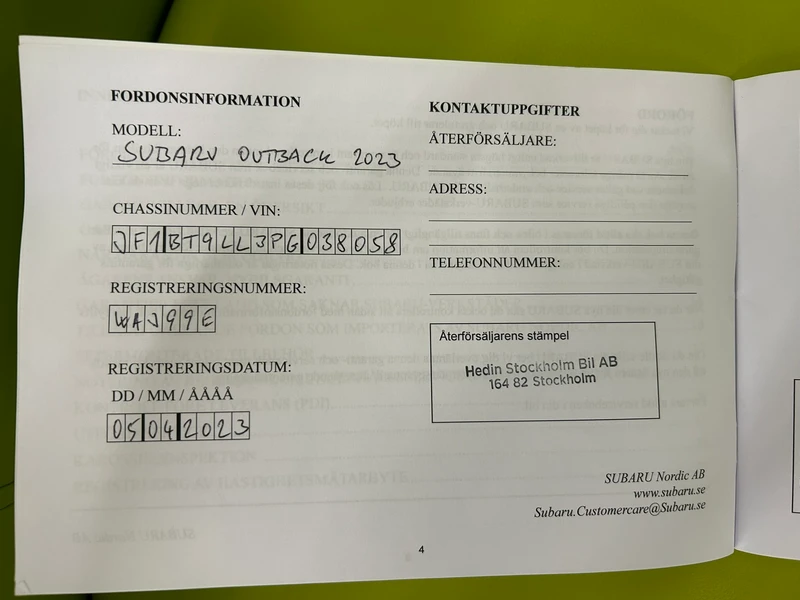 FORDONSINFORMATION
MODELL:
SUBARU OUTBACK 2023
CHASSINUMMER / VIN:
JF1BT9LL3PG038058
REGISTRERINGSNUMMER:
WAJ99E
REGISTRERINGSDATUM:
DD / MM / ÅÅÅÅ
05042023
KONTAKTUPPGIFTER
ÅTERFÖRSÄLJARE:
ADRESS:
TELEFONNUMMER:
Återförsäljarens stämpel
Hedin Stockholm Bil AB
164 82 Stockholm
SUBARU Nordic AB
www.subaru.se
Subaru.Customercare@Subaru.se
4